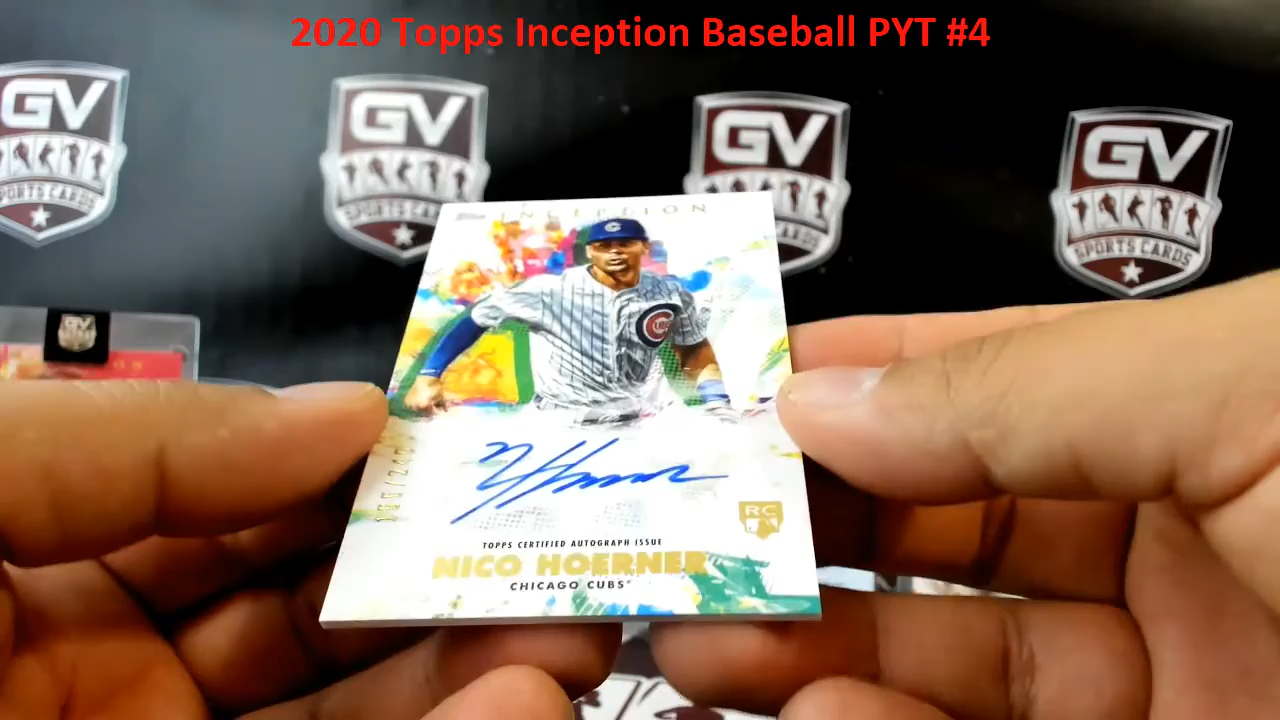 2020 Topps Inception Baseball PYT #4
GV
SPORTS CARDS
GV
SPORTS CARDS
GV
SPORTS CARDS
GV
SPORTS CARDS
GV
INCEPTION
C
RC
TOPPS CERTIFIED AUTOGRAPH ISSUE
NICO HOERNER
CHICAGO CUBS